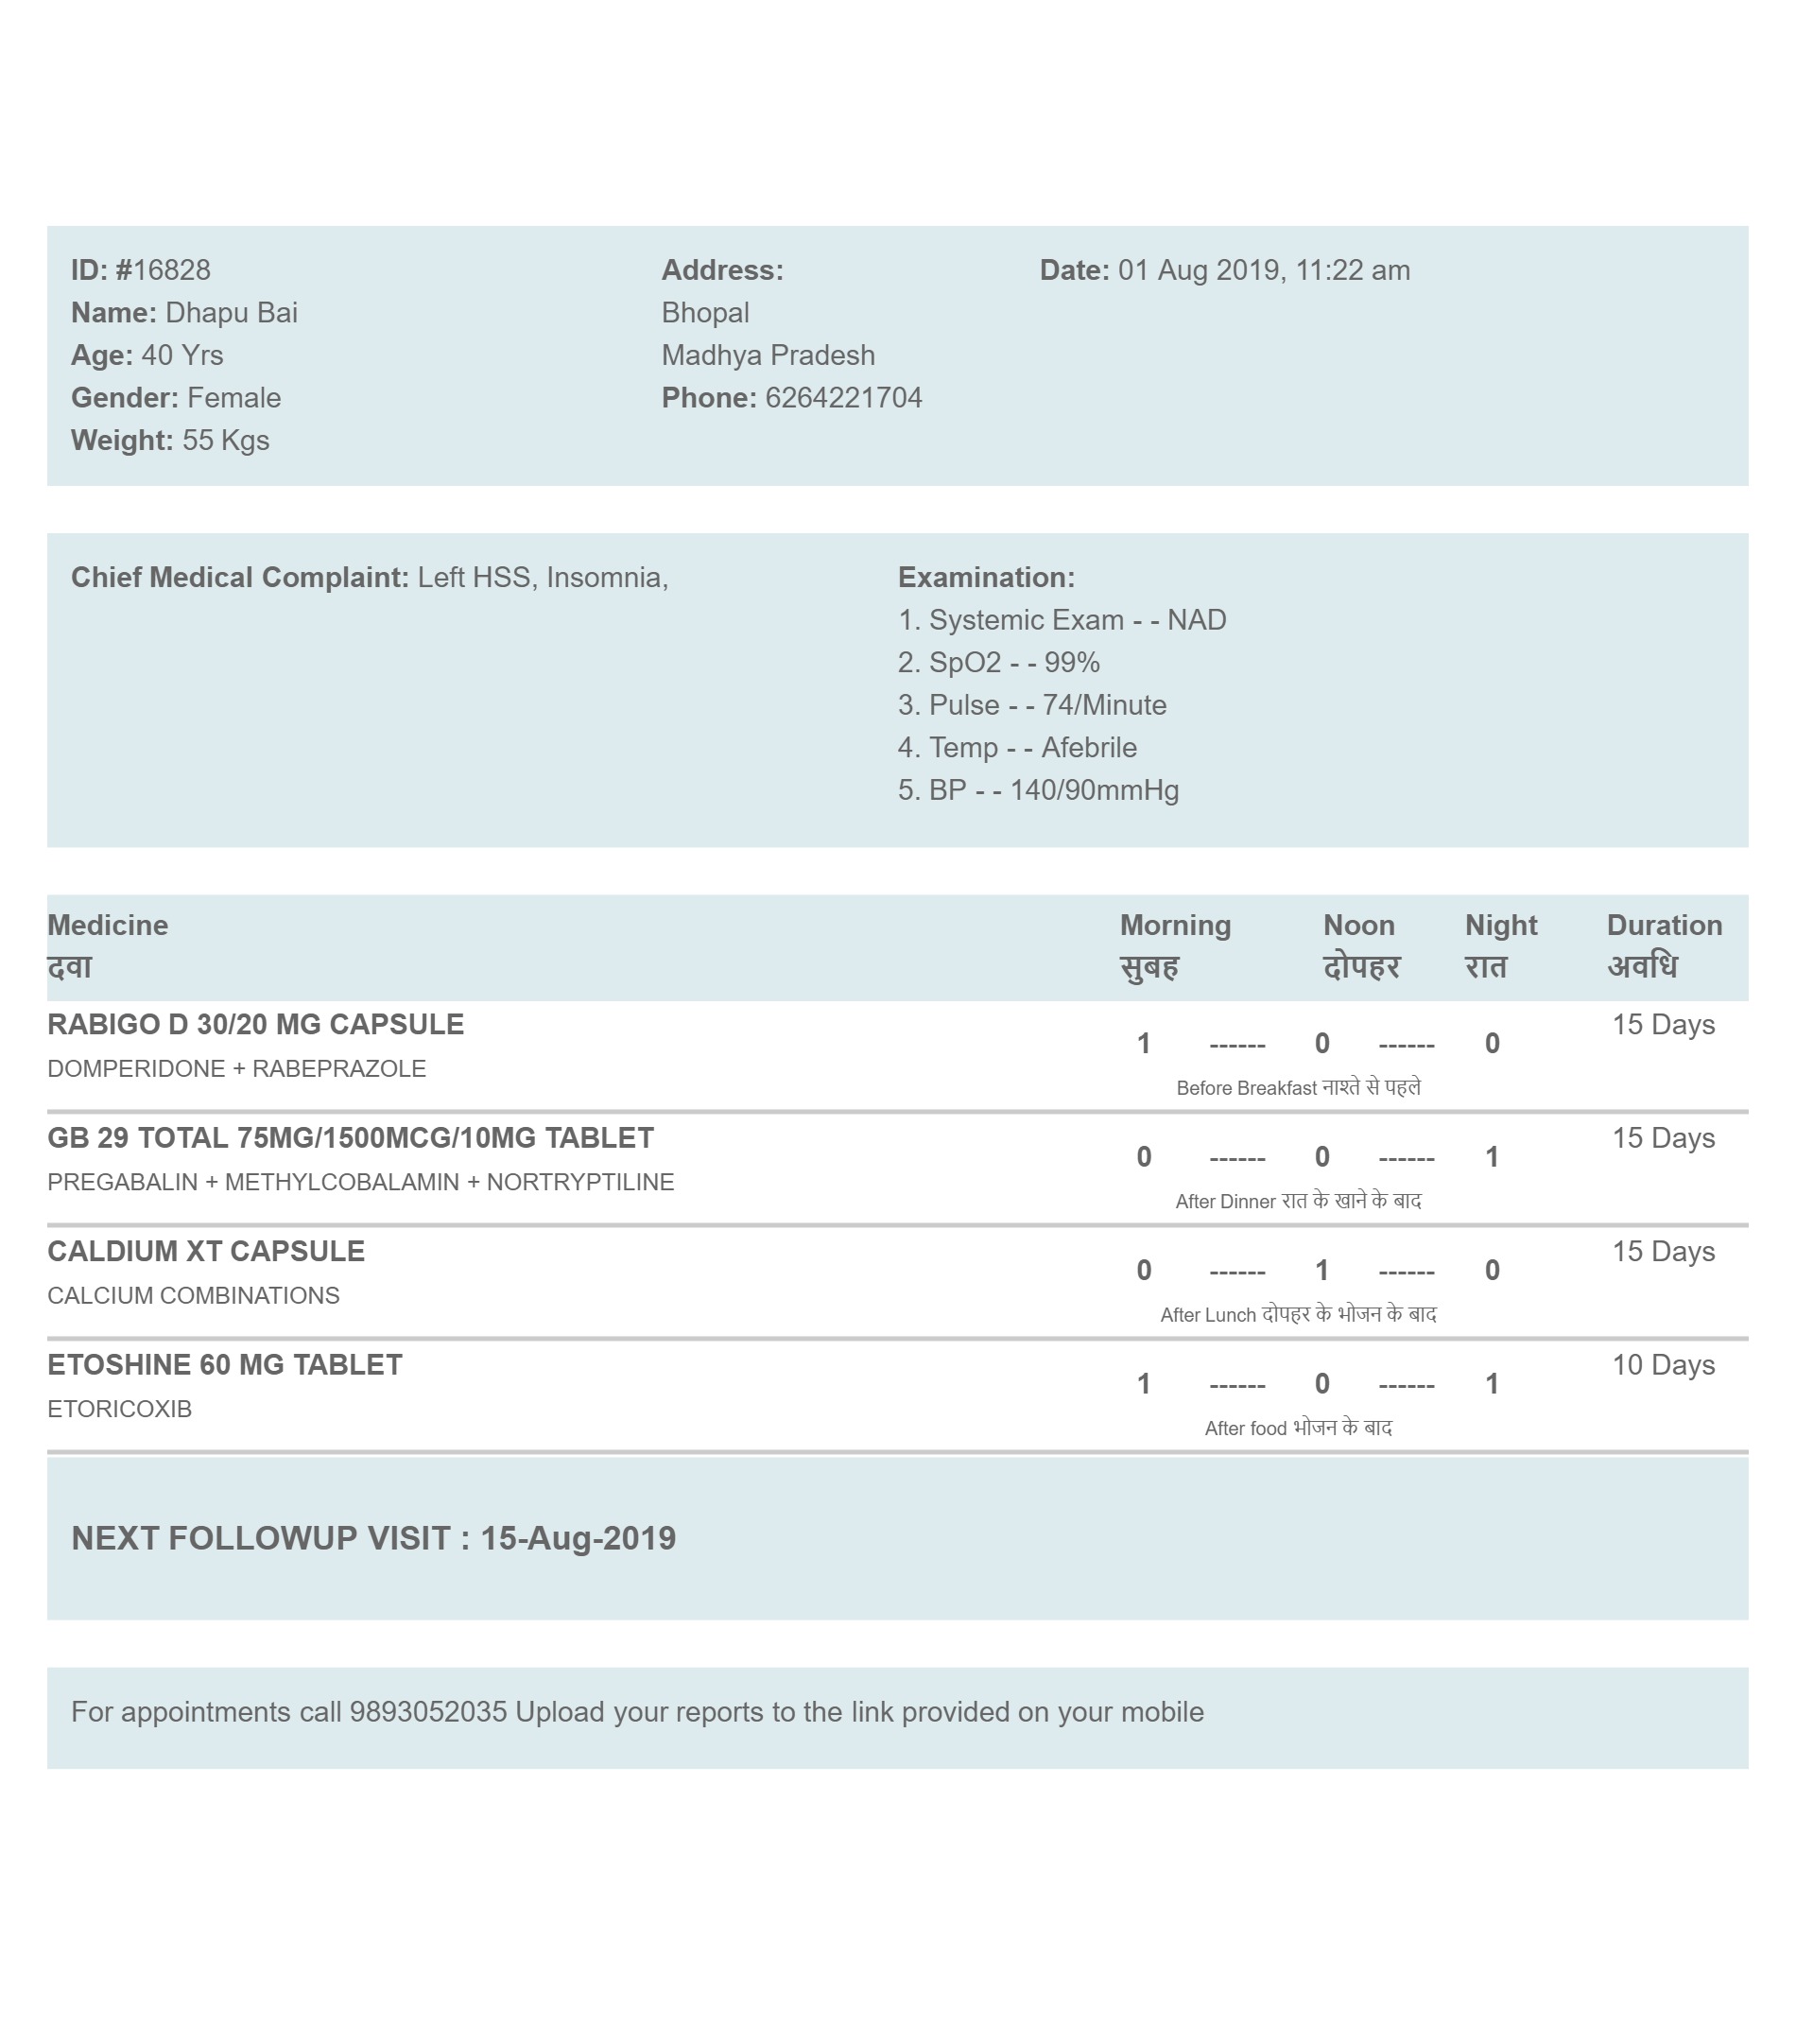 ID: #16828
Name: Dhapu Bai
Age: 40 Yrs
Gender: Female
Weight: 55 Kgs
Address:
Bhopal
Madhya Pradesh
Phone: 6264221704
Date: 01 Aug 2019, 11:22 am
Chief Medical Complaint: Left HSS, Insomnia,
Examination:
1. Systemic Exam - - NAD
2. SpO2 - - 99%
3. Pulse - - 74/Minute
4. Temp - - Afebrile
5. BP - - 140/90mmHg
Medicine Morning Noon Night Duration
दवा सुबह दोपहर रात अवधि
RABIGO D 30/20 MG CAPSULE 15 Days
1 ------ 0 ------ 0
DOMPERIDONE + RABEPRAZOLE
Before Breakfast नाश्ते से पहले
GB 29 TOTAL 75MG/1500MCG/10MG TABLET 15 Days
0 ------ 0 ------ 1
PREGABALIN + METHYLCOBALAMIN + NORTRYPTILINE
After Dinner रात के खाने के बाद
CALDIUM XT CAPSULE 15 Days
0 ------ 1 ------ 0
CALCIUM COMBINATIONS
After Lunch दोपहर के भोजन के बाद
ETOSHINE 60 MG TABLET 10 Days
1 ------ 0 ------ 1
ETORICOXIB
After food भोजन के बाद
NEXT FOLLOWUP VISIT : 15-Aug-2019
For appointments call 9893052035 Upload your reports to the link provided on your mobile